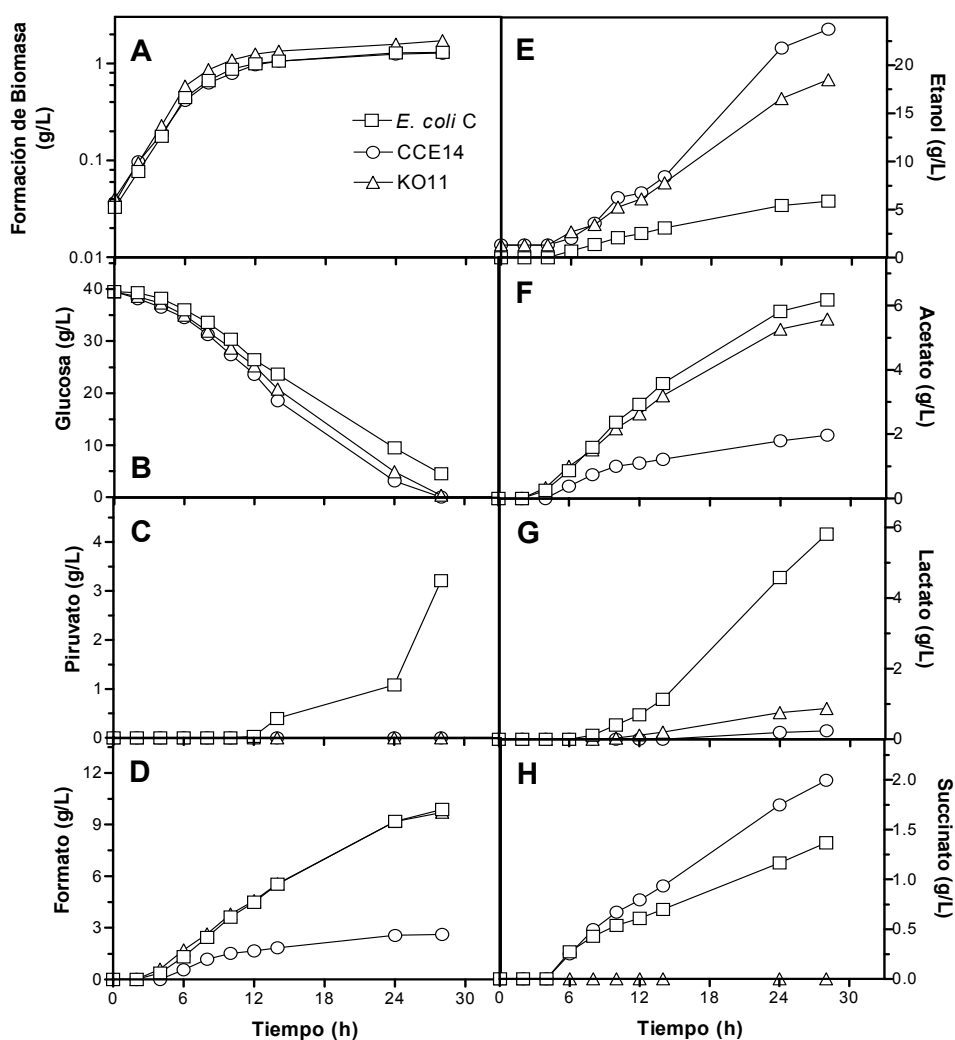 A
Formación de Biomasa
(g/L)
1
0.1
0.01
E. coli C
CCE14
KO11
E
Etanol (g/L)
20
15
10
5
0
B
Glucosa (g/L)
40
30
20
10
0
F
Acetato (g/L)
6
4
2
0
C
Piruvato (g/L)
4
3
2
1
0
G
Lactato (g/L)
6
4
2
0
D
Formato (g/L)
12
9
6
3
0
0 6 12 18 24 30
Tiempo (h)
H
Succinato (g/L)
2.0
1.5
1.0
0.5
0.0
0 6 12 18 24 30
Tiempo (h)